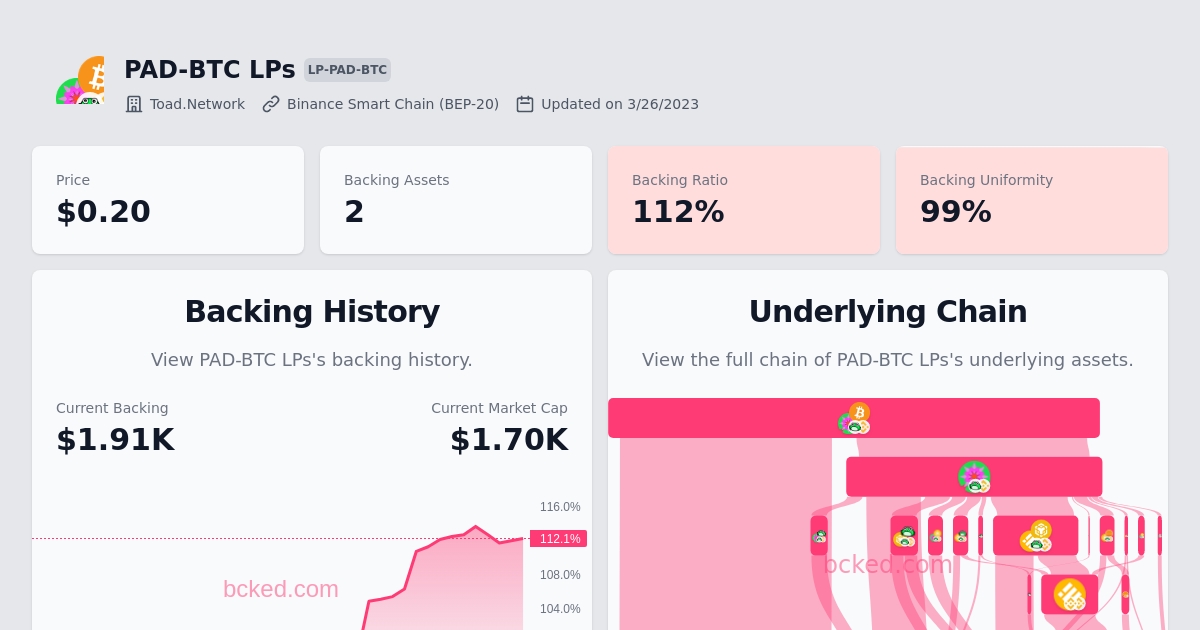 PAD-BTC LPs LP-PAD-BTC
Toad.Network Binance Smart Chain (BEP-20) Updated on 3/26/2023
Price
$0.20
Backing Assets
2
Backing Ratio
112%
Backing Uniformity
99%
Backing History
View PAD-BTC LPs's backing history.
Current Backing
$1.91K
Current Market Cap
$1.70K
116.0%
112.1%
108.0%
104.0%
bcked.com
Underlying Chain
View the full chain of PAD-BTC LPs's underlying assets.
bcked.com